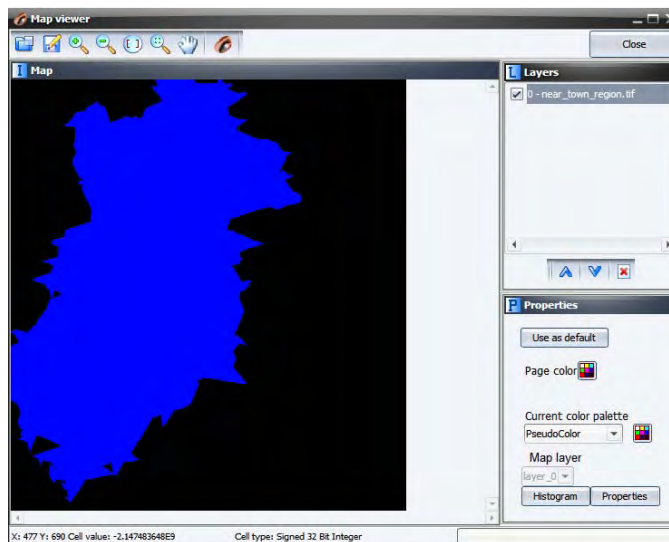 Map viewer
Close
Map
Layers
0 - near_town_region.tif
Properties
Use as default
Page color
Current color palette
PseudoColor
Map layer
layer_0
Histogram
Properties
X: 477 Y: 690 Cell value: -2.147483648E9
Cell type: Signed 32 Bit Integer